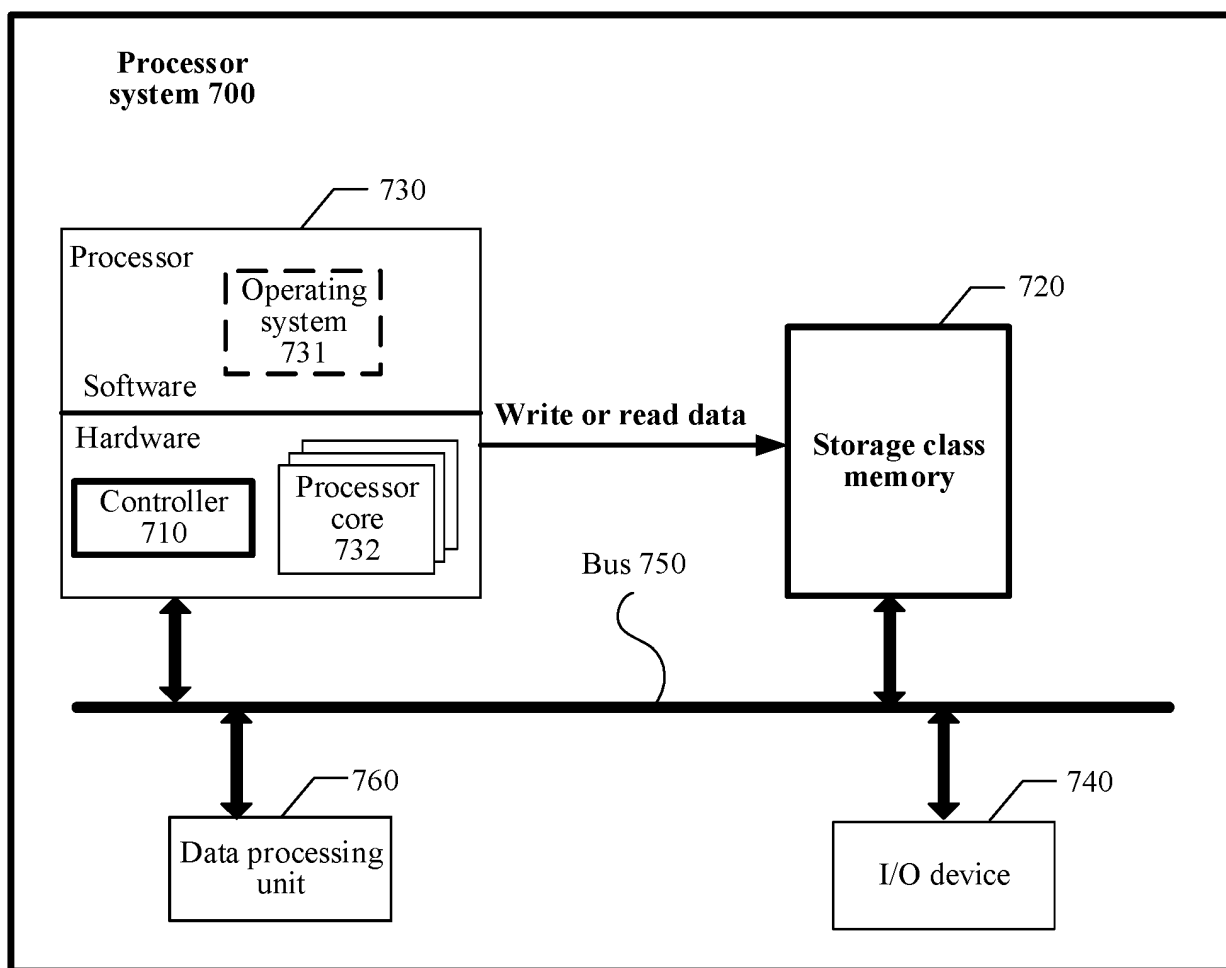 Processor
system 700
730
Processor
Operating
system
731
Software
Hardware
Controller
710
Processor
core
732
Write or read data
720
Storage class
memory
Bus 750
760
Data processing
unit
740
I/O device